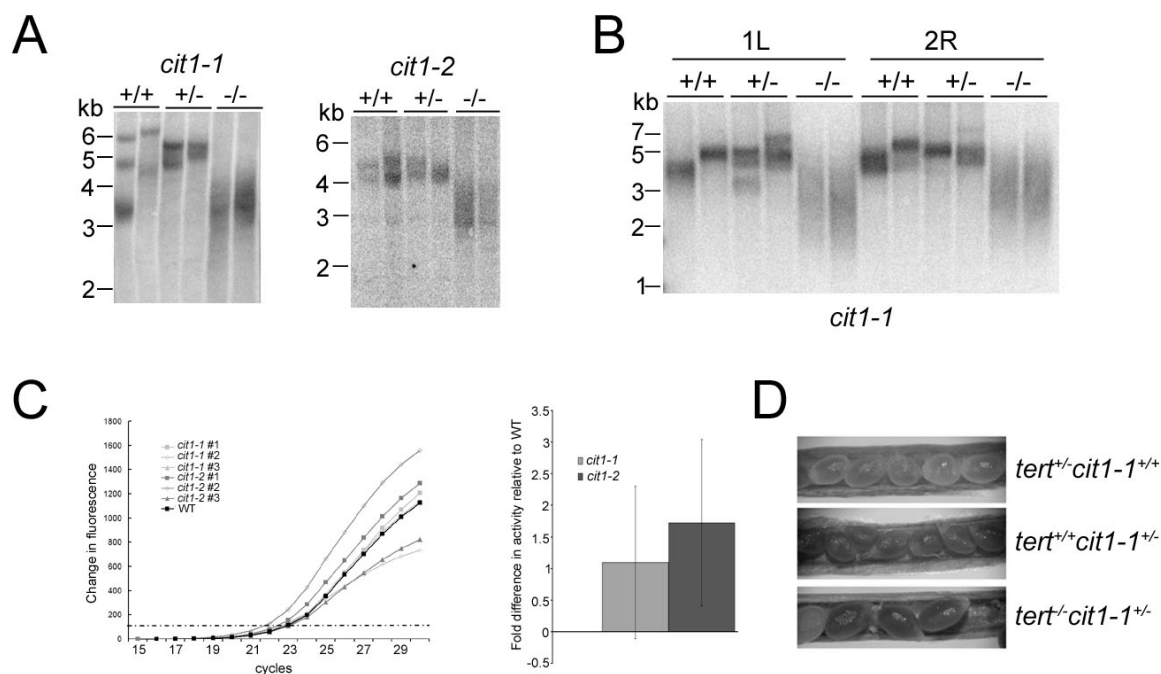 A
cit1-1
+/+ +/- -/-
kb
6
5
4
3
2
cit1-2
+/+ +/- -/-
kb
6
5
4
3
2
B
1L 2R
+/+ +/- -/- +/+ +/- -/-
kb
7
5
3
2
1
cit1-1
C
Change in fluorescence
1800
1600
1400
1200
1000
800
600
400
200
0
cit1-1 #1
cit1-1 #2
cit1-1 #3
cit1-2 #1
cit1-2 #2
cit1-2 #3
WT
15 17 19 21 23 25 27 29
cycles
Fold difference in activity relative to WT
3.5
3
2.5
2
1.5
1
0.5
0
-0.5
cit1-1
cit1-2
D
tert+/-cit1-1+/+
tert+/+cit1-1+/-
tert+/-cit1-1+/-